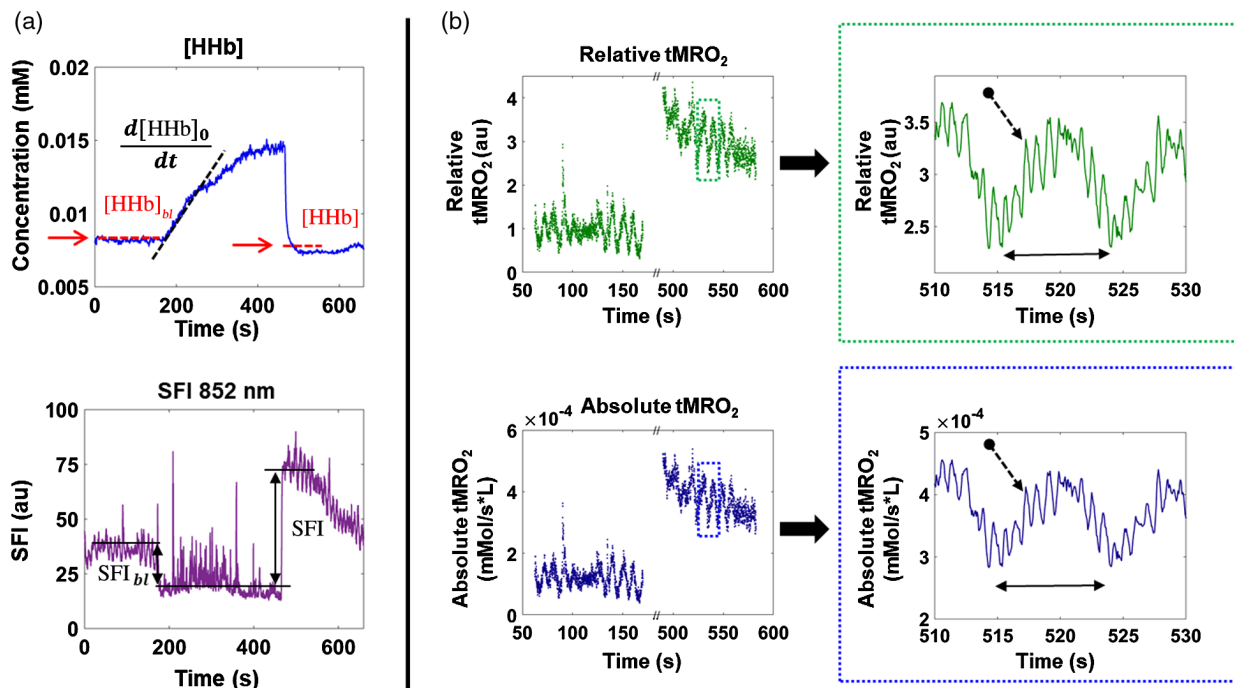 (a)
[HHb]
Concentration (mM)
0.02
0.015
0.01
0.005
d[HHb]₀
dt
[HHb]bl
[HHb]
0
200
400
600
Time (s)
SFI 852 nm
SFI (au)
100
75
50
25
0
SFI bl
SFI
0
200
400
600
Time (s)
(b)
Relative tMRO₂
Relative
tMRO₂ (au)
4
3
2
1
0
50
100
150
500
550
600
Time (s)
Relative
tMRO₂ (au)
3.5
3
2.5
510
515
520
525
530
Time (s)
Absolute tMRO₂
×10⁻⁴
Absolute tMRO₂
(mMol/s*L)
6
4
2
0
50
100
150
500
550
600
Time (s)
×10⁻⁴
Absolute tMRO₂
(mMol/s*L)
5
4
3
2
510
515
520
525
530
Time (s)